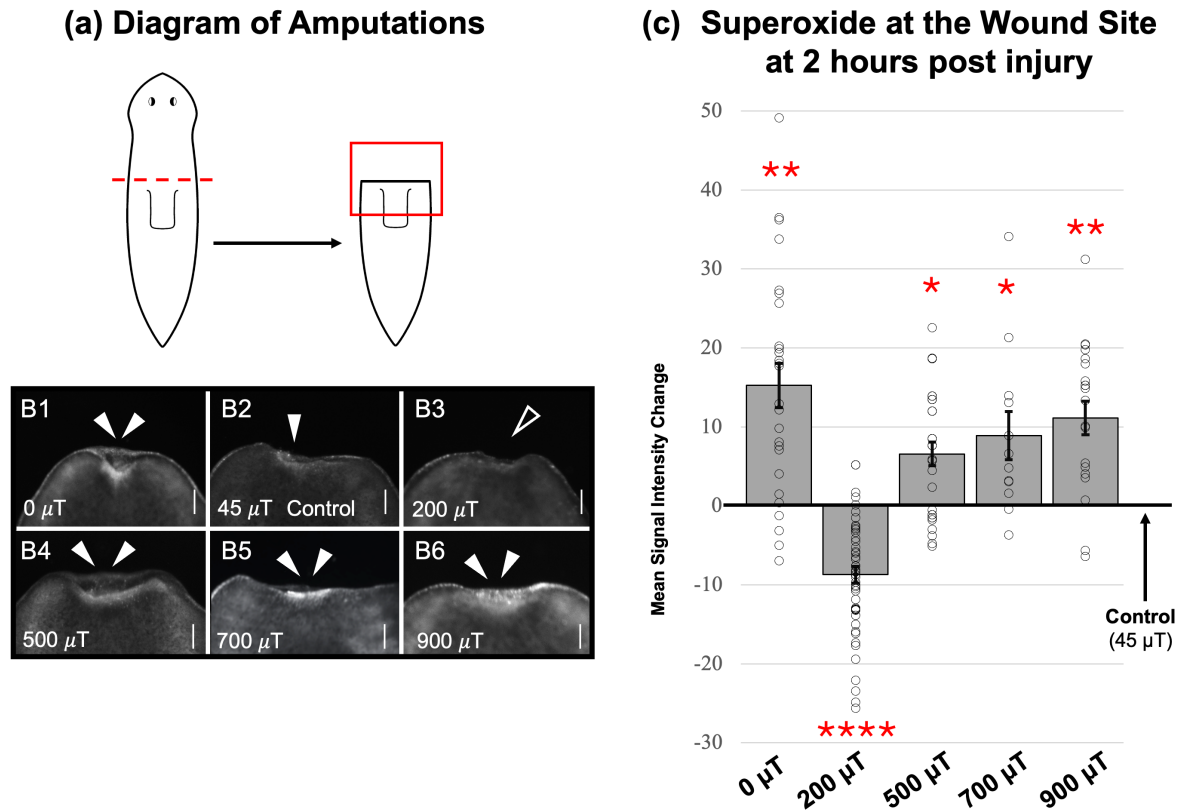 (a) Diagram of Amputations
B1
0 μT
B2
45 μT Control
B3
200 μT
B4
500 μT
B5
700 μT
B6
900 μT
(c) Superoxide at the Wound Site
at 2 hours post injury
Mean Signal Intensity Change
50
40
30
20
10
0
-10
-20
-30
**
****
*
*
**
Control
(45 μT)
0 μT
200 μT
500 μT
700 μT
900 μT